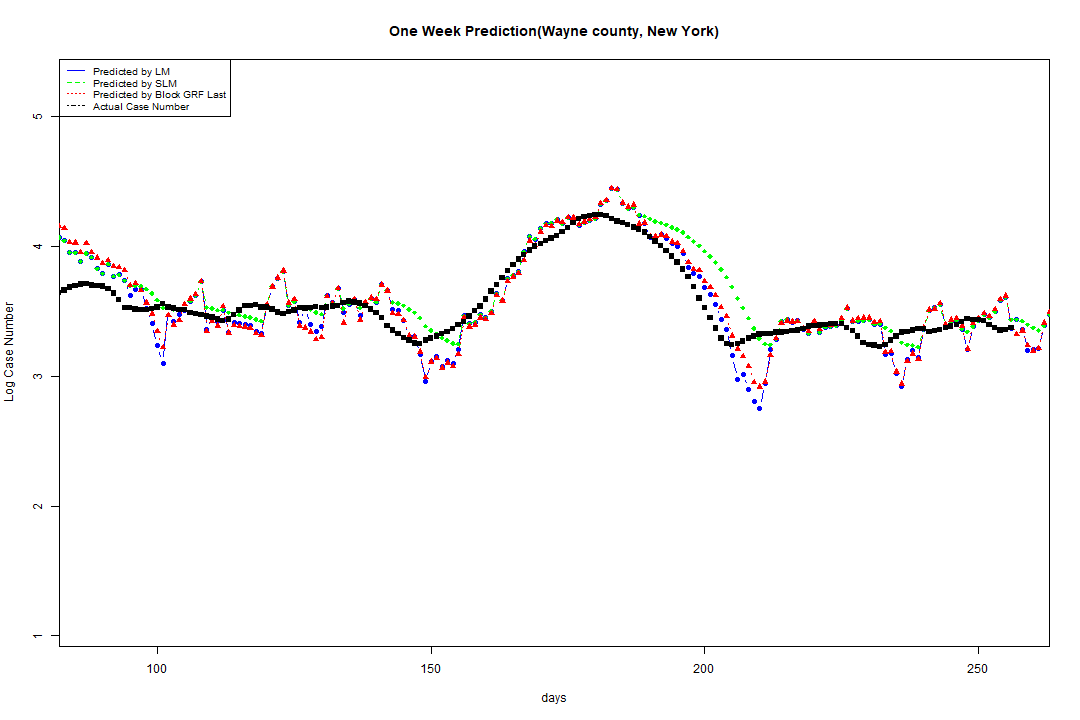 One Week Prediction(Wayne county, New York)
Predicted by LM
Predicted by SLM
Predicted by Block GRF Last
Actual Case Number
Log Case Number
5
4
3
2
1
100 150 200 250
days